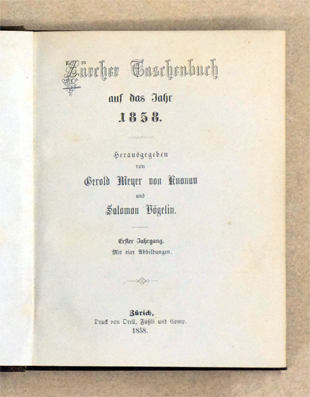 Zürcher Taschenbuch
auf das Jahr
1858.
Herausgegeben
von
Gerold Meyer von Knonau
und
Salomon Vögelin.
Erster Jahrgang.
Mit vier Abbildungen.
Zürich,
Druck von Orell, Füßli und Comp.
1858.